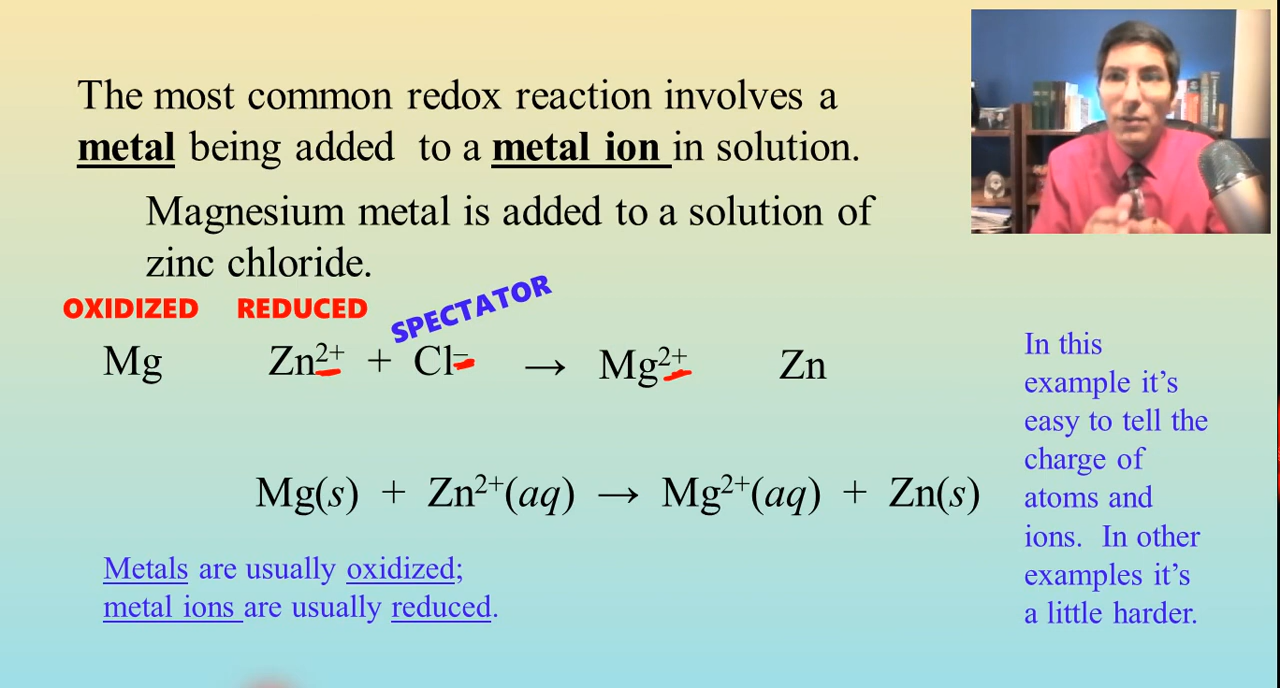 The most common redox reaction involves a
metal being added to a metal ion in solution.
Magnesium metal is added to a solution of
zinc chloride.
OXIDIZED REDUCED SPECTATOR
Mg Zn²⁺ + Cl⁻ → Mg²⁺ Zn
Mg(s) + Zn²⁺(aq) → Mg²⁺(aq) + Zn(s)
Metals are usually oxidized;
metal ions are usually reduced.
In this
example it's
easy to tell the
charge of
atoms and
ions. In other
examples it's
a little harder.